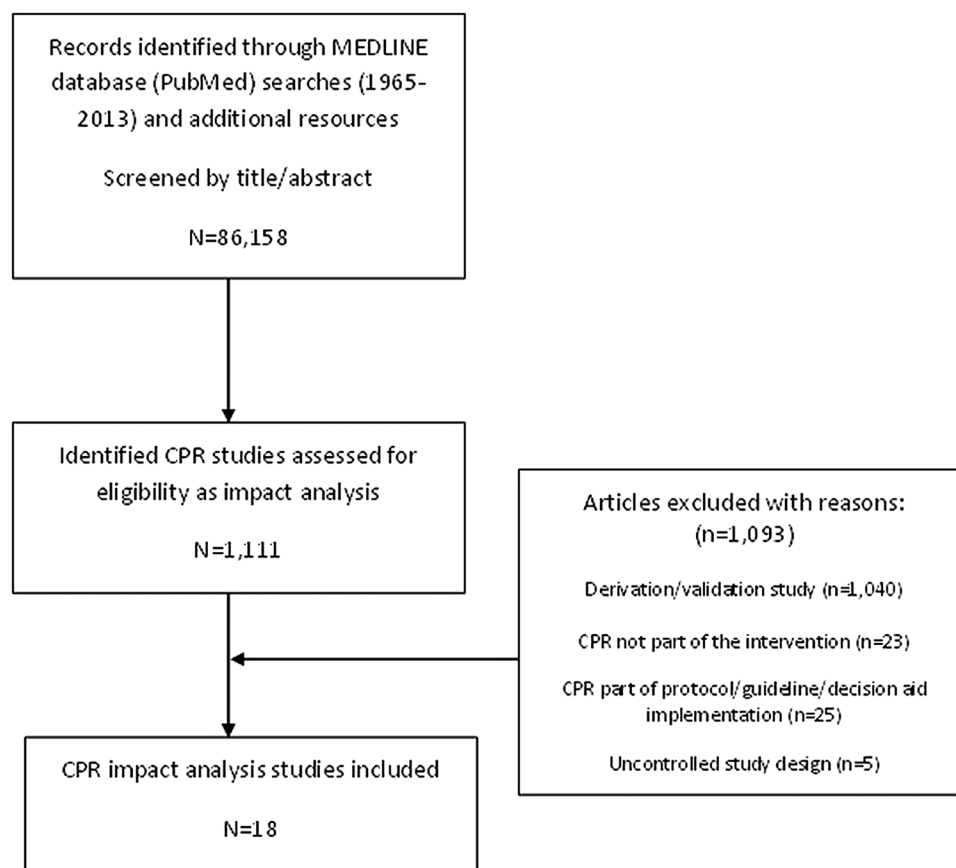 Records identified through MEDLINE
database (PubMed) searches (1965-
2013) and additional resources
Screened by title/abstract
N=86,158
Identified CPR studies assessed for
eligibility as impact analysis
N=1,111
Articles excluded with reasons:
(n=1,093)
Derivation/validation study (n=1,040)
CPR not part of the intervention (n=23)
CPR part of protocol/guideline/decision aid
implementation (n=25)
Uncontrolled study design (n=5)
CPR impact analysis studies included
N=18